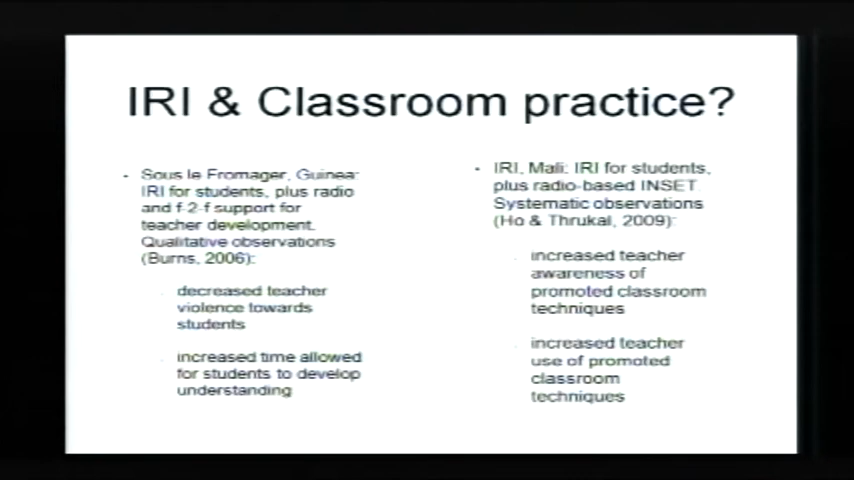 IRI & Classroom practice?
- Sous le Fromager, Guinea:
IRI for students, plus radio
and f-2-f support for
teacher development.
Qualitative observations
(Burns, 2006):
decreased teacher
violence towards
students
increased time allowed
for students to develop
understanding
- IRI, Mali: IRI for students,
plus radio-based INSET.
Systematic observations
(Ho & Thrukal, 2009):
increased teacher
awareness of
promoted classroom
techniques
increased teacher
use of promoted
classroom
techniques